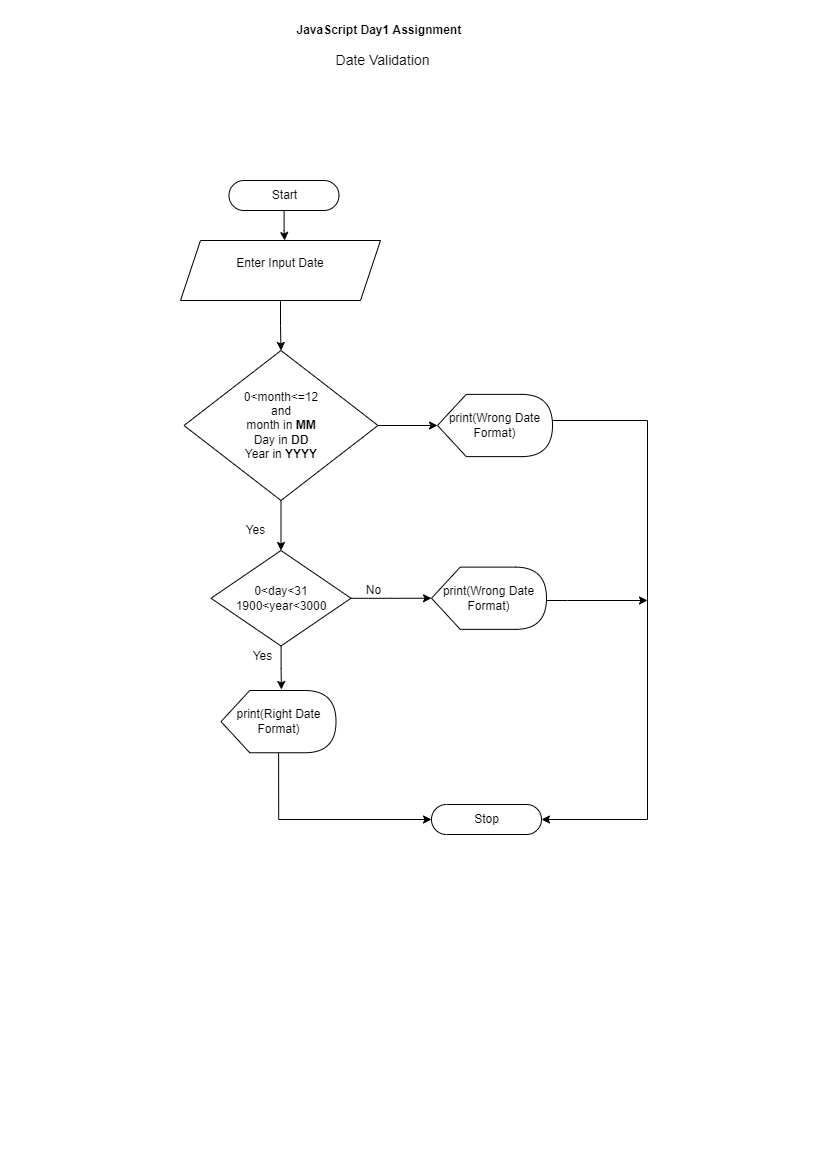 JavaScript Day1 Assignment
Date Validation
Start
Enter Input Date
0<month<=12
and
month in MM
Day in DD
Year in YYYY
print(Wrong Date
Format)
Yes
0<day<31
1900<year<3000
No
print(Wrong Date
Format)
Yes
print(Right Date
Format)
Stop